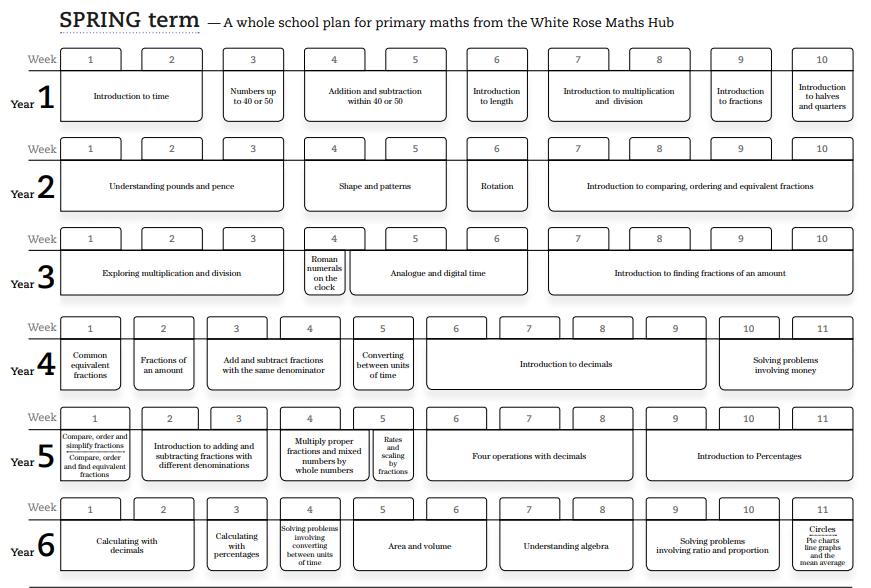 SPRING term — A whole school plan for primary maths from the White Rose Maths Hub
Week 1 2 3 4 5 6 7 8 9 10
Year 1
Introduction to time
Numbers up
to 40 or 50
Addition and subtraction
within 40 or 50
Introduction
to length
Introduction to multiplication
and division
Introduction
to fractions
Introduction
to halves
and quarters
Week 1 2 3 4 5 6 7 8 9 10
Year 2
Understanding pounds and pence
Shape and patterns
Rotation
Introduction to comparing, ordering and equivalent fractions
Week 1 2 3 4 5 6 7 8 9 10
Year 3
Exploring multiplication and division
Roman
numerals
on the
clock
Analogue and digital time
Introduction to finding fractions of an amount
Week 1 2 3 4 5 6 7 8 9 10 11
Year 4
Common
equivalent
fractions
Fractions of
an amount
Add and subtract fractions
with the same denominator
Converting
between units
of time
Introduction to decimals
Solving problems
involving money
Week 1 2 3 4 5 6 7 8 9 10 11
Year 5
Compare, order and
simplify fractions
Compare, order
and find equivalent
fractions
Introduction to adding and
subtracting fractions with
different denominations
Multiply proper
fractions and mixed
numbers by
whole numbers
Rates
and
scaling
by
fractions
Four operations with decimals
Introduction to Percentages
Week 1 2 3 4 5 6 7 8 9 10 11
Year 6
Calculating with
decimals
Calculating
with
percentages
Solving problems
involving
converting
between units
of time
Area and volume
Understanding algebra
Solving problems
involving ratio and proportion
Circles
Pie charts
line graphs
and the
mean average